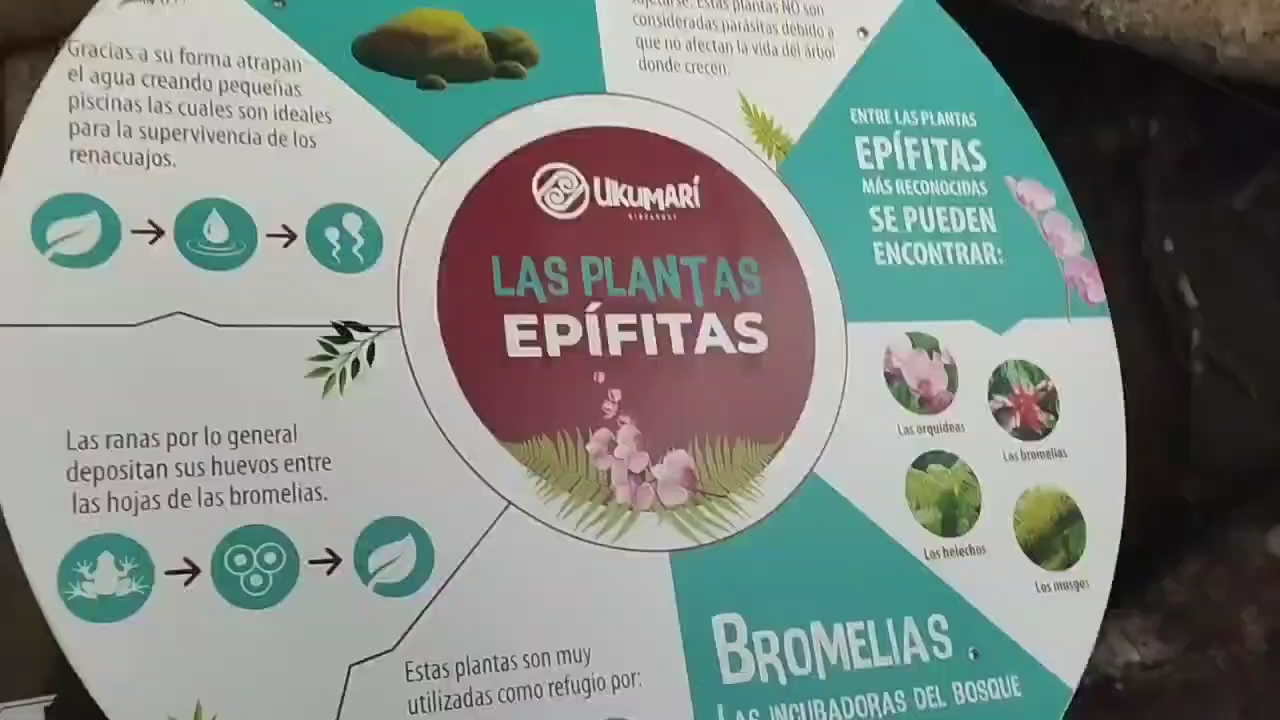 Gracias a su forma atrapan
el agua creando pequeñas
piscinas las cuales son ideales
para la supervivencia de los
renacuajos.
Estas plantas NO son
consideradas parásitas debido a
que no afectan la vida del árbol
donde crecen.
ENTRE LAS PLANTAS
EPÍFITAS
MÁS RECONOCIDAS
SE PUEDEN
ENCONTRAR:
UKUMARÍ
LAS PLANTAS
EPÍFITAS
Las orquídeas
Las bromelias
Los helechos
Los musgos
Las ranas por lo general
depositan sus huevos entre
las hojas de las bromelias.
Estas plantas son muy
utilizadas como refugio por:
BROMELIAS
LAS INCUBADORAS DEL BOSQUE